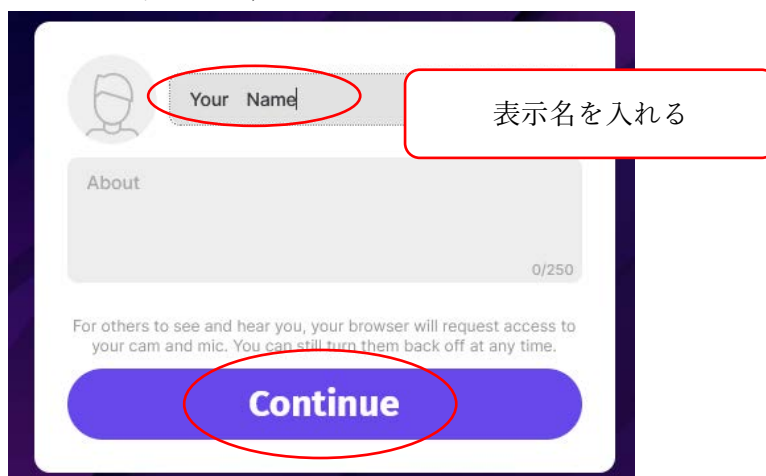 Your Name
表示名を入れる
About
0/250
For others to see and hear you, your browser will request access to
your cam and mic. You can still turn them back off at any time.
Continue